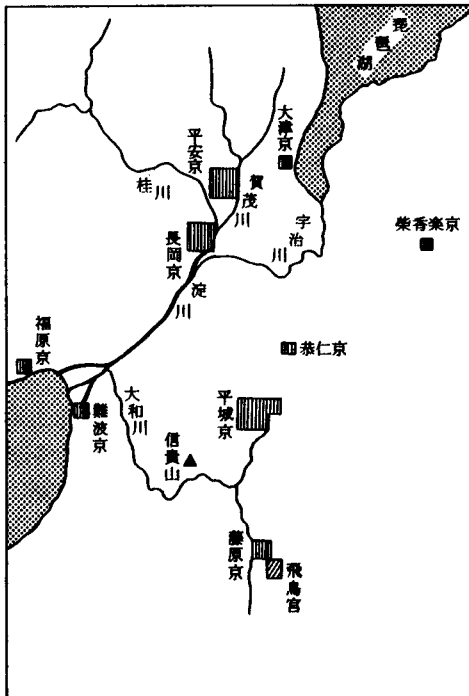 琵琶湖
大津京
平安京
賀茂川
桂川
宇治川
長岡京
紫香楽京
淀川
福原京
恭仁京
難波京
大和川
平城京
信貴山
藤原京
飛鳥宮